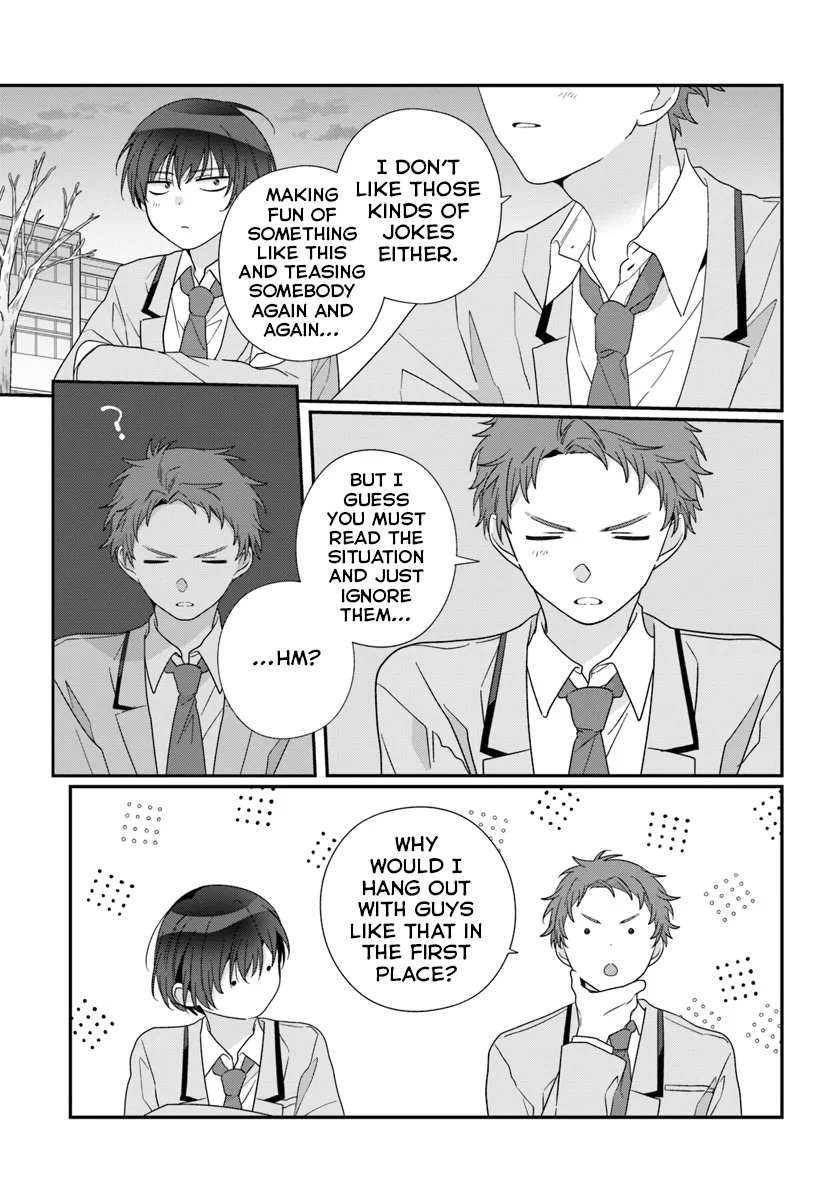 I DON'T
LIKE THOSE
KINDS OF
JOKES
EITHER.
MAKING
FUN OF
SOMETHING
LIKE THIS
AND TEASING
SOMEBODY
AGAIN AND
AGAIN...
BUT I
GUESS
YOU MUST
READ THE
SITUATION
AND JUST
IGNORE
THEM...
?
...HM?
WHY
WOULD I
HANG OUT
WITH GUYS
LIKE THAT IN
THE FIRST
PLACE?